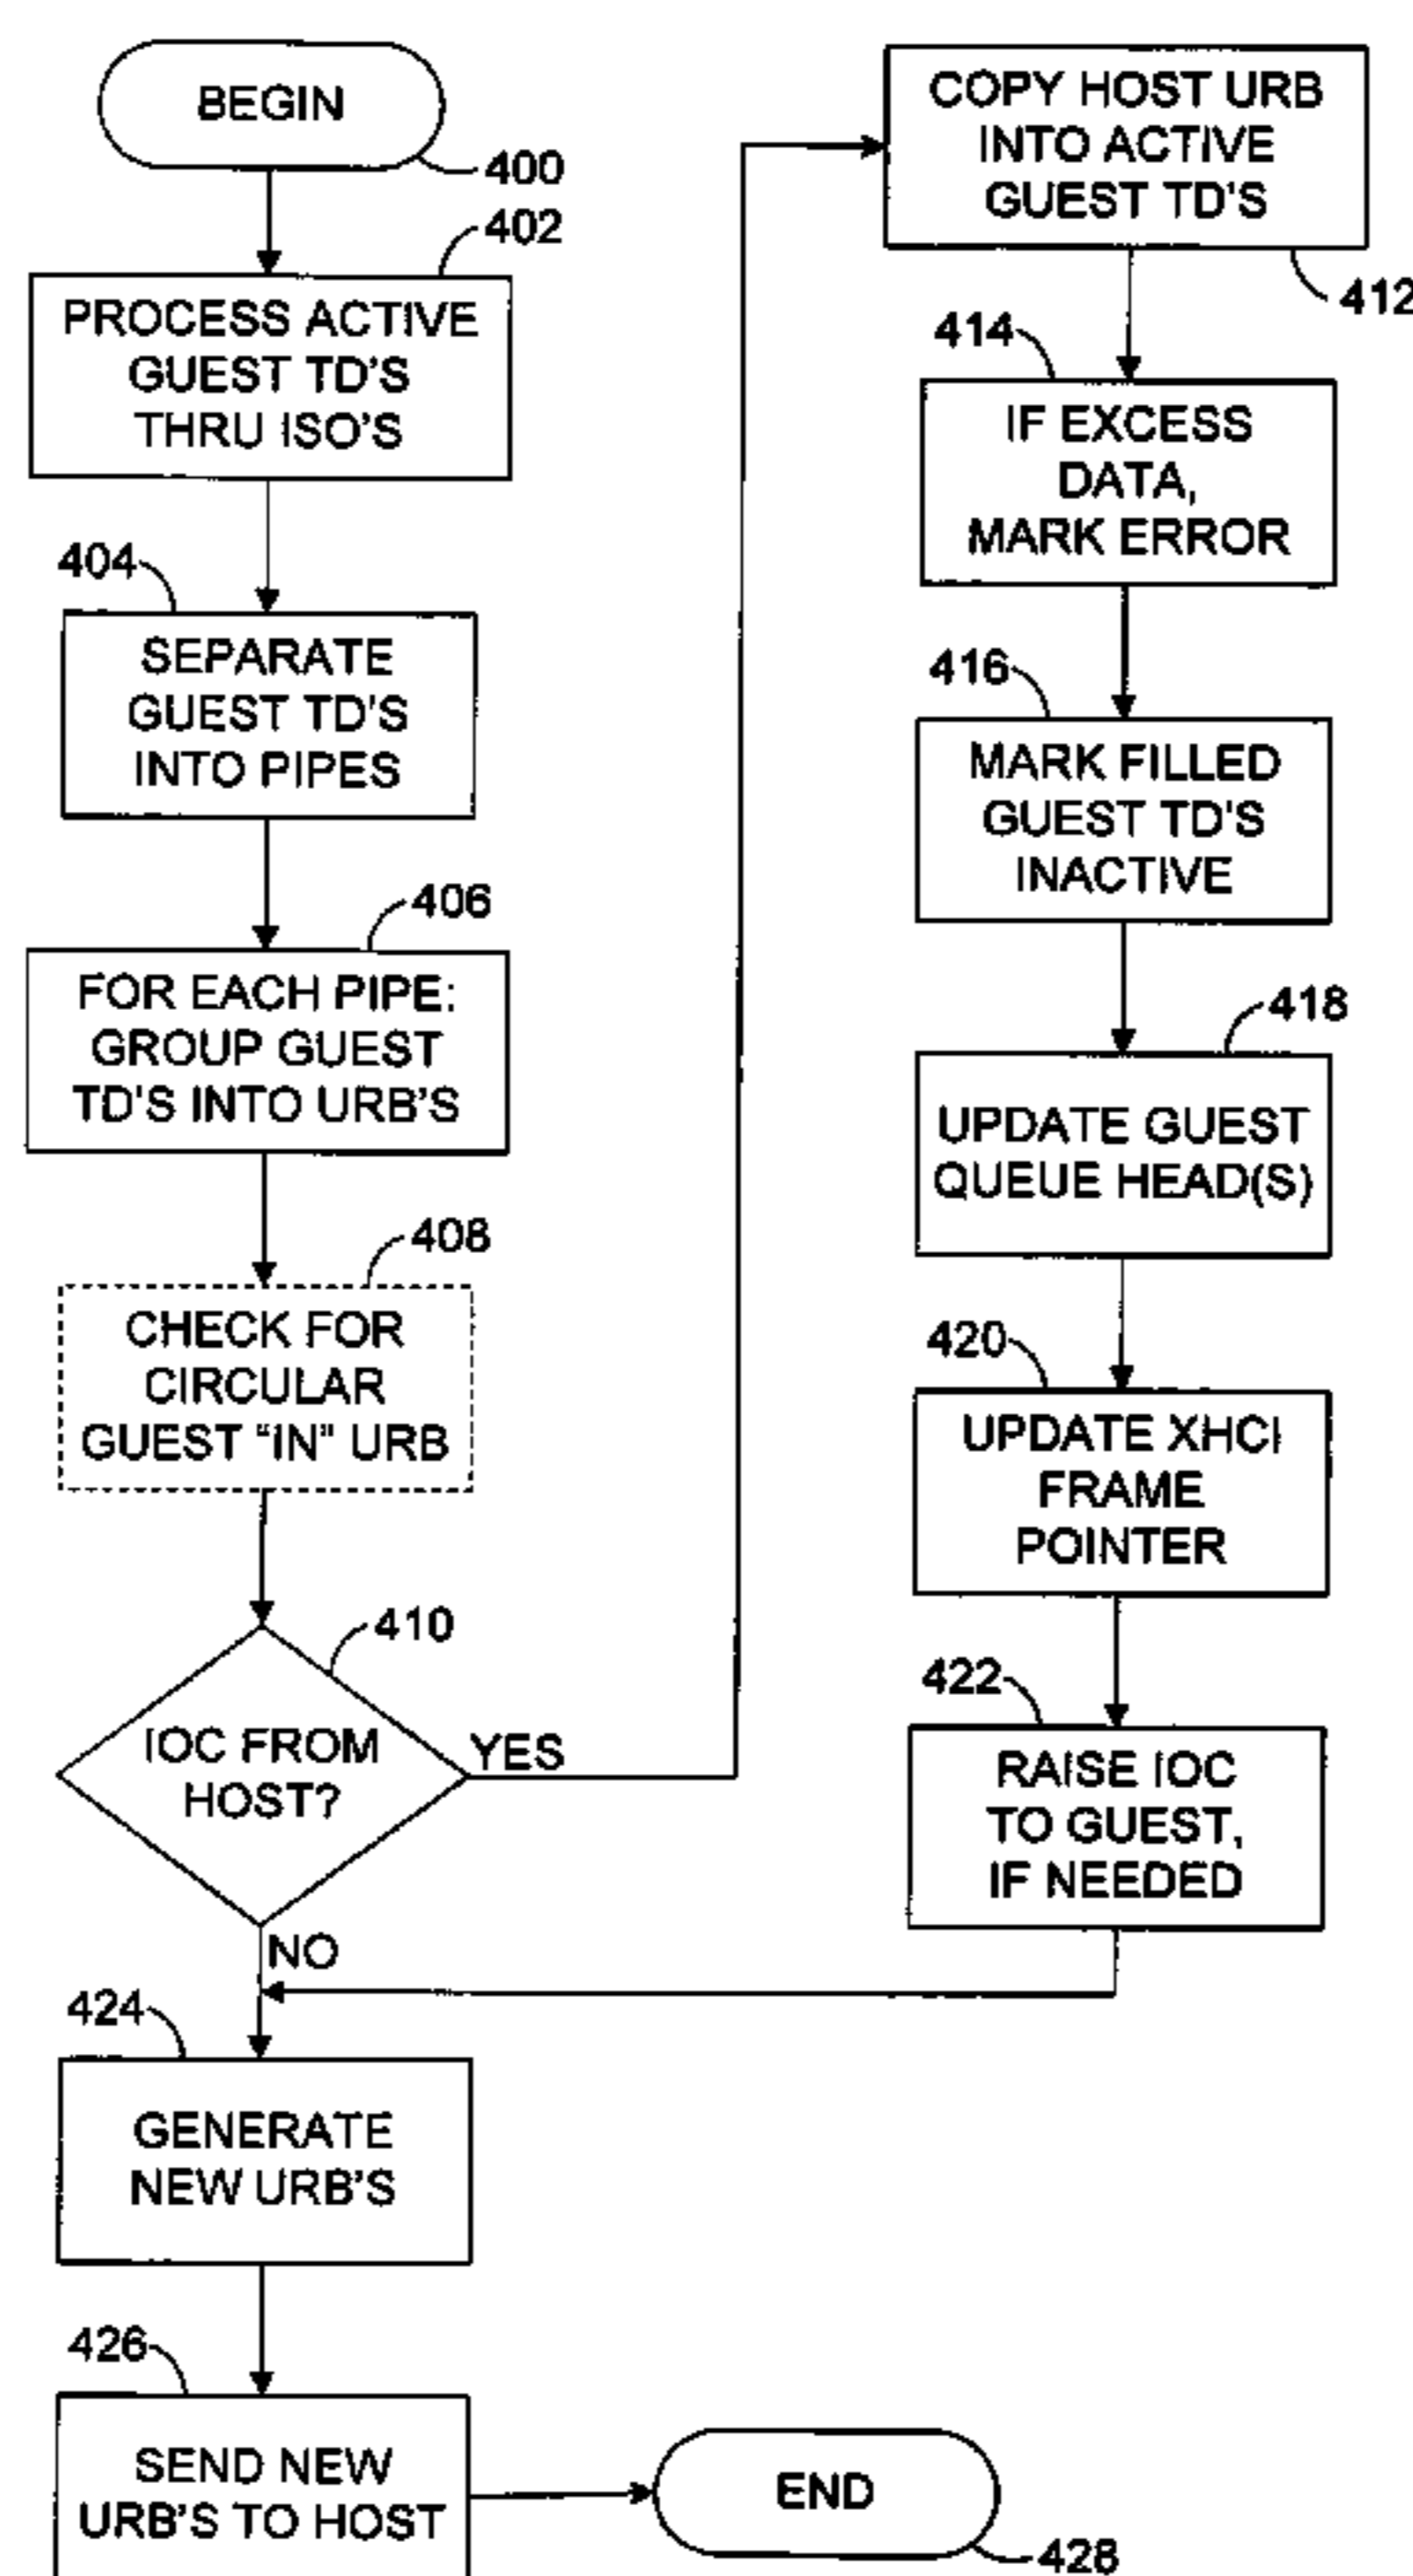 BEGIN
400
402
PROCESS ACTIVE
GUEST TD'S
THRU ISO'S
404
SEPARATE
GUEST TD'S
INTO PIPES
406
FOR EACH PIPE:
GROUP GUEST
TD'S INTO URB'S
408
CHECK FOR
CIRCULAR
GUEST "IN" URB
410
IOC FROM
HOST?
YES
NO
COPY HOST URB
INTO ACTIVE
GUEST TD'S
412
414
IF EXCESS
DATA,
MARK ERROR
416
MARK FILLED
GUEST TD'S
INACTIVE
418
UPDATE GUEST
QUEUE HEAD(S)
420
UPDATE XHCI
FRAME
POINTER
422
RAISE IOC
TO GUEST,
IF NEEDED
424
GENERATE
NEW URB'S
426
SEND NEW
URB'S TO HOST
END
428